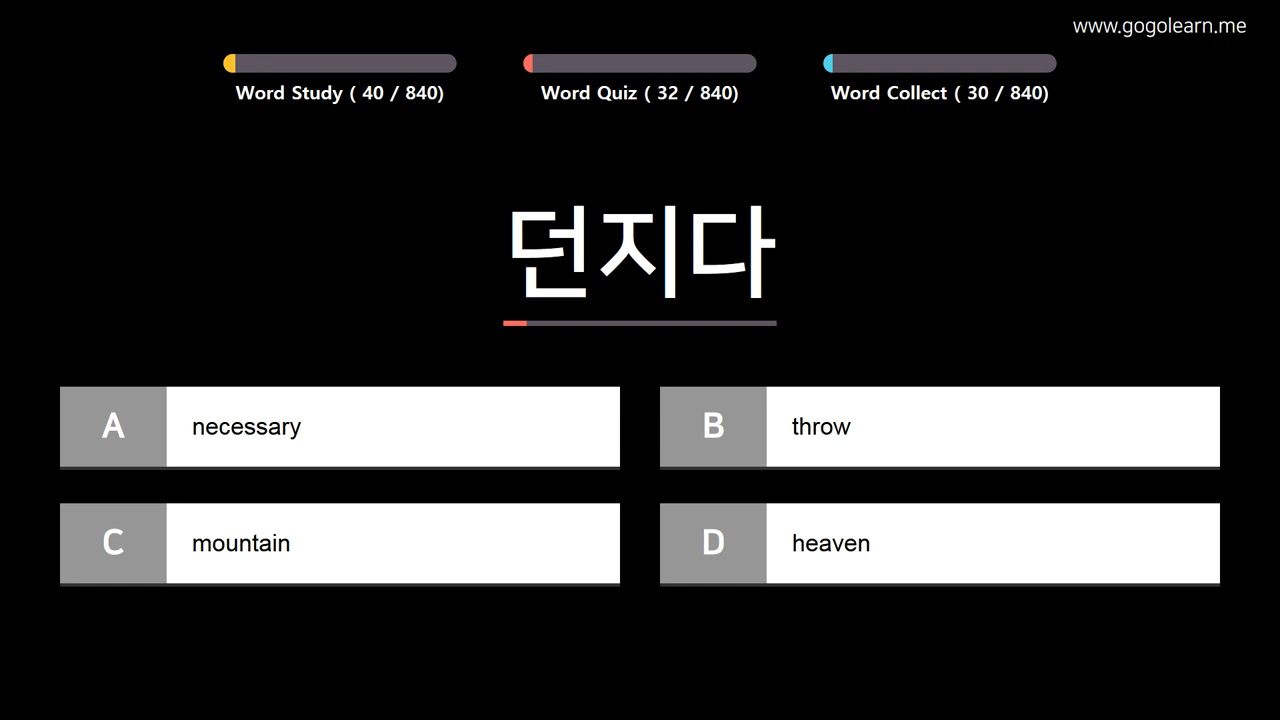 www.gogolearn.me
Word Study ( 40 / 840)
Word Quiz ( 32 / 840)
Word Collect ( 30 / 840)
던지다
A necessary
B throw
C mountain
D heaven